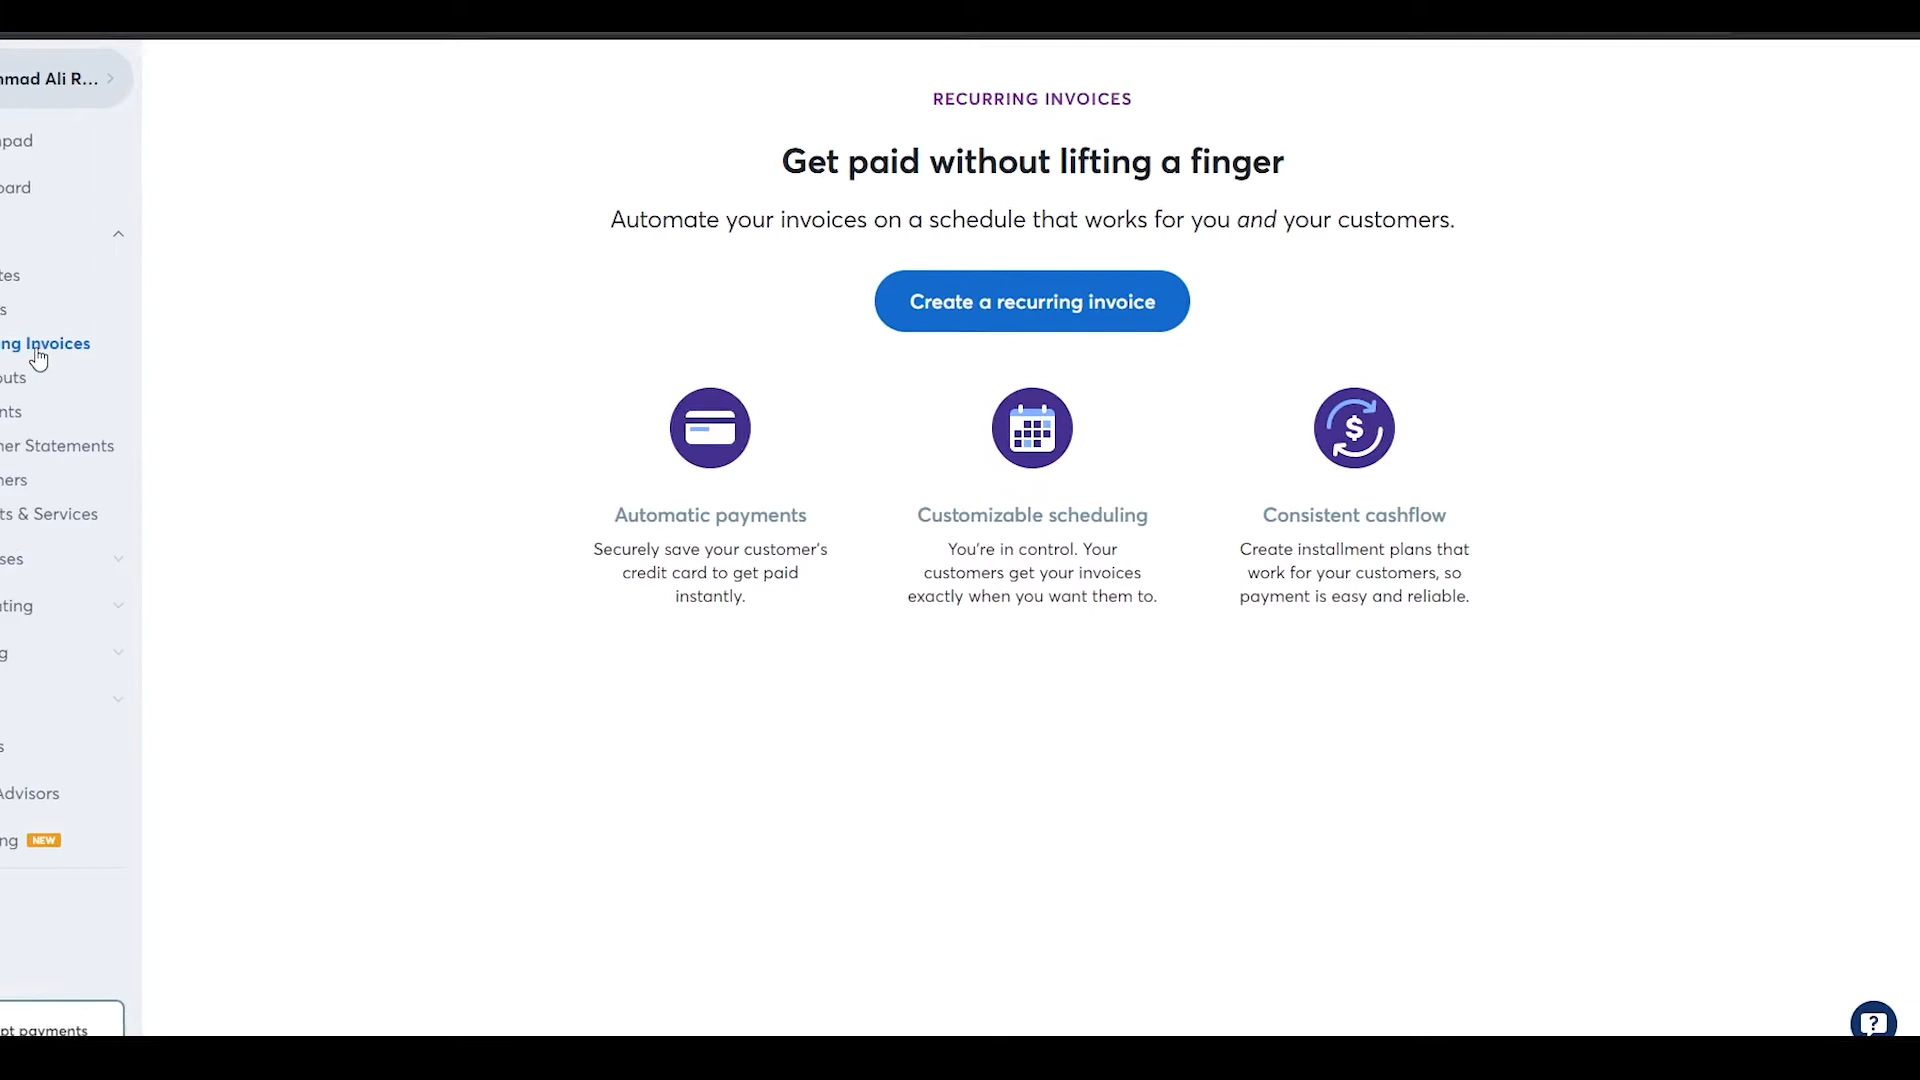 mmad Ali R...
pad
oard
tes
s
ng Invoices
outs
nts
ner Statements
ners
ts & Services
ses
nting
g
s
Advisors
ng NEW
pt payments
RECURRING INVOICES
Get paid without lifting a finger
Automate your invoices on a schedule that works for you and your customers.
Create a recurring invoice
Automatic payments
Securely save your customer's
credit card to get paid
instantly.
Customizable scheduling
You're in control. Your
customers get your invoices
exactly when you want them to.
Consistent cashflow
Create installment plans that
work for your customers, so
payment is easy and reliable.